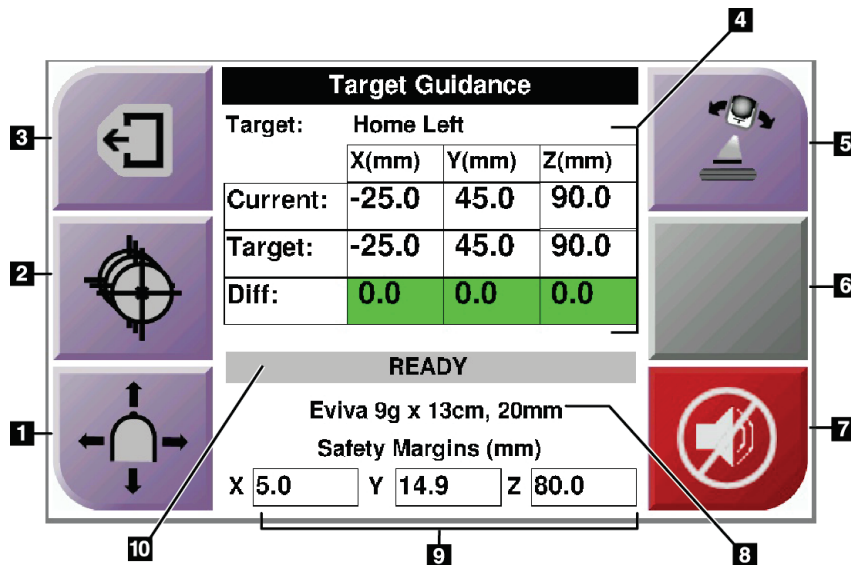 4
Target Guidance
3
Target: Home Left
5
X(mm) Y(mm) Z(mm)
Current: -25.0 45.0 90.0
Target: -25.0 45.0 90.0
2
6
Diff: 0.0 0.0 0.0
READY
Eviva 9g x 13cm, 20mm
1
7
Safety Margins (mm)
X 5.0 Y 14.9 Z 80.0
10
9
8